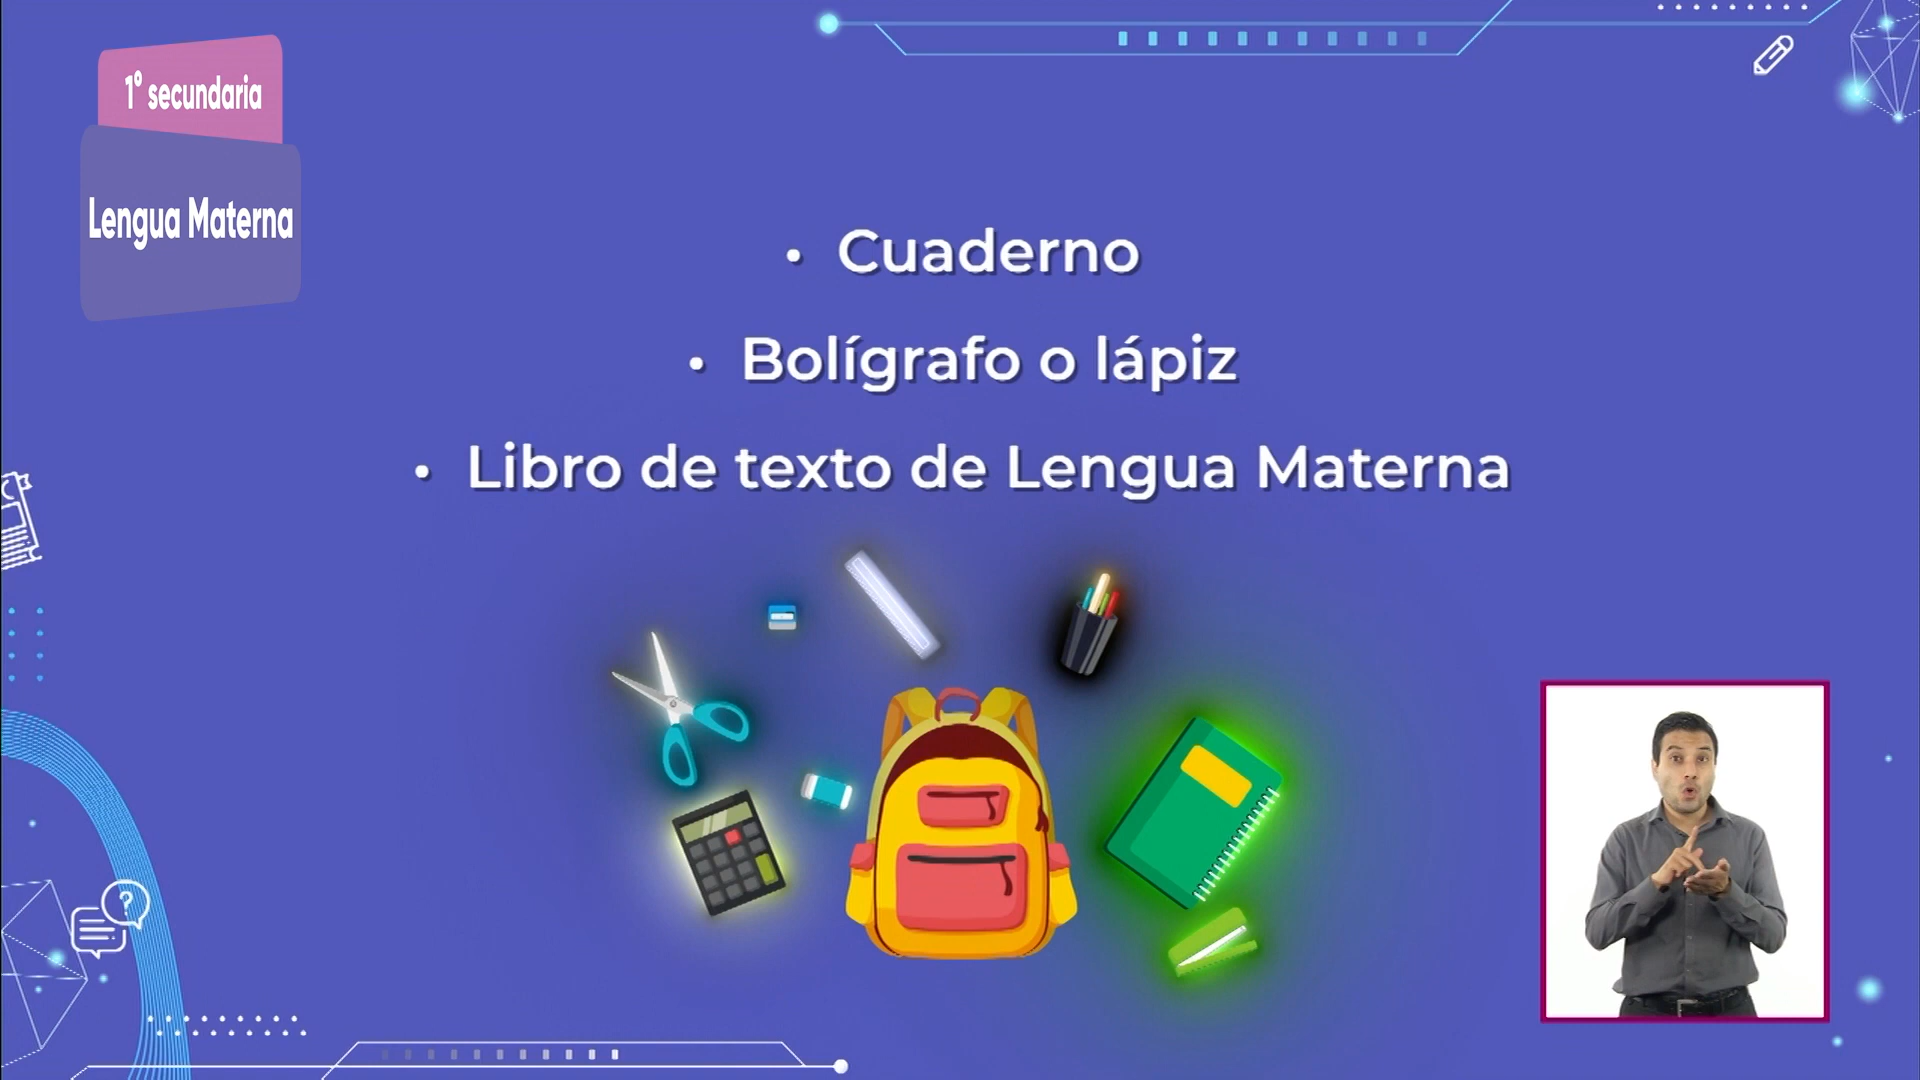 1° secundaria
Lengua Materna
• Cuaderno
• Bolígrafo o lápiz
• Libro de texto de Lengua Materna
?